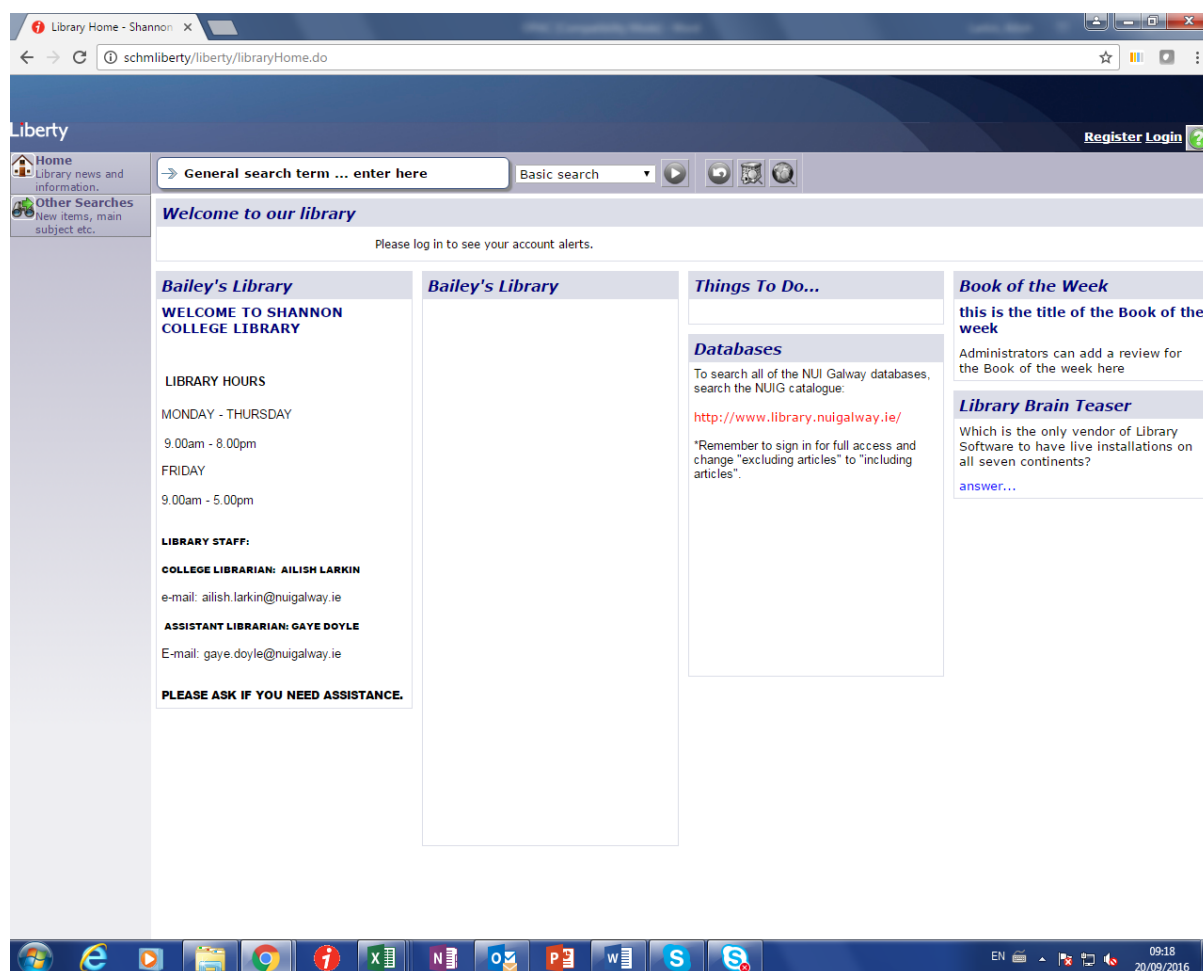 Library Home - Shannon
schmliberty/liberty/libraryHome.do
Liberty
Register Login
Home
Library news and
information.
Other Searches
New items, main
subject etc.
General search term ... enter here
Basic search
Welcome to our library
Please log in to see your account alerts.
Bailey's Library
WELCOME TO SHANNON
COLLEGE LIBRARY
LIBRARY HOURS
MONDAY - THURSDAY
9.00am - 8.00pm
FRIDAY
9.00am - 5.00pm
LIBRARY STAFF:
COLLEGE LIBRARIAN: AILISH LARKIN
e-mail: ailish.larkin@nuigalway.ie
ASSISTANT LIBRARIAN: GAYE DOYLE
E-mail: gaye.doyle@nuigalway.ie
PLEASE ASK IF YOU NEED ASSISTANCE.
Bailey's Library
Things To Do...
Databases
To search all of the NUI Galway databases,
search the NUIG catalogue:
http://www.library.nuigalway.ie/
*Remember to sign in for full access and
change "excluding articles" to "including
articles".
Book of the Week
this is the title of the Book of the
week
Administrators can add a review for
the Book of the week here
Library Brain Teaser
Which is the only vendor of Library
Software to have live installations on
all seven continents?
answer...
EN
09:18
20/09/2016